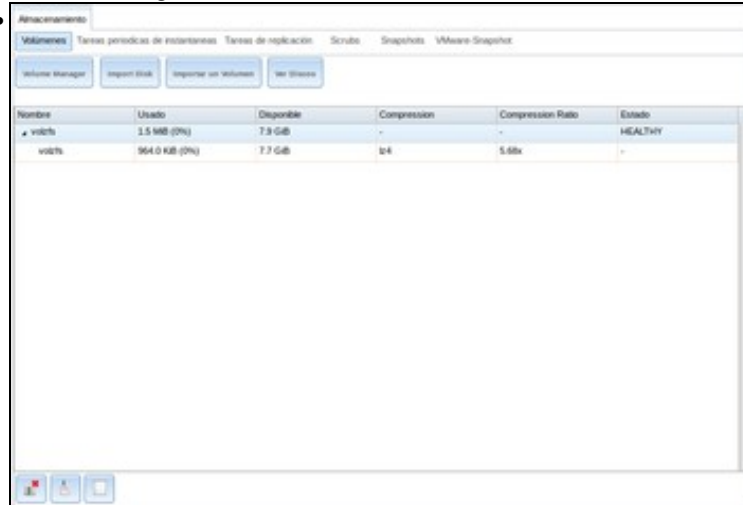 Almacenamiento
Volúmenes Tareas periodicas de instantaneas Tareas de replicación Scrubs Snapshots VMware-Snapshot
Volume Manager Import Disk Importar un Volumen Ver Discos
Nombre Usado Disponible Compression Compression Ratio Estado
volzfs 1.5 MiB (0%) 7.9 GiB - - HEALTHY
volzfs 964.0 KiB (0%) 7.7 GiB lz4 5.68x -